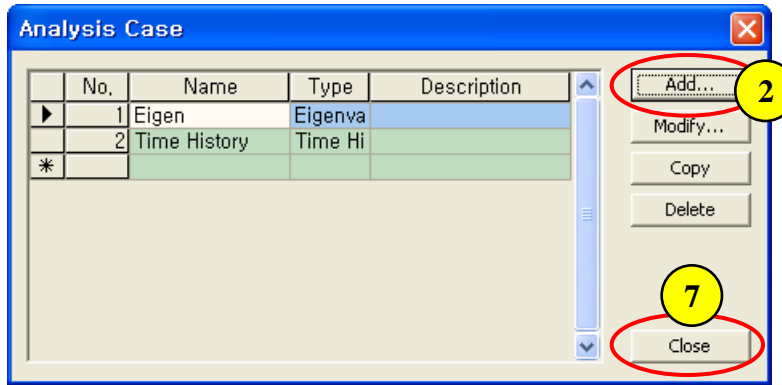 Analysis Case
No. Name Type Description
1 Eigen Eigenva
2 Time History Time Hi
*
Add...
2
Modify...
Copy
Delete
7
Close